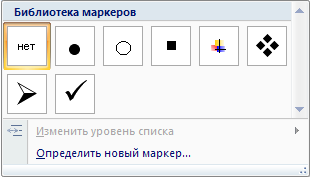 Библиотека маркеров
нет
Изменить уровень списка
Определить новый маркер...